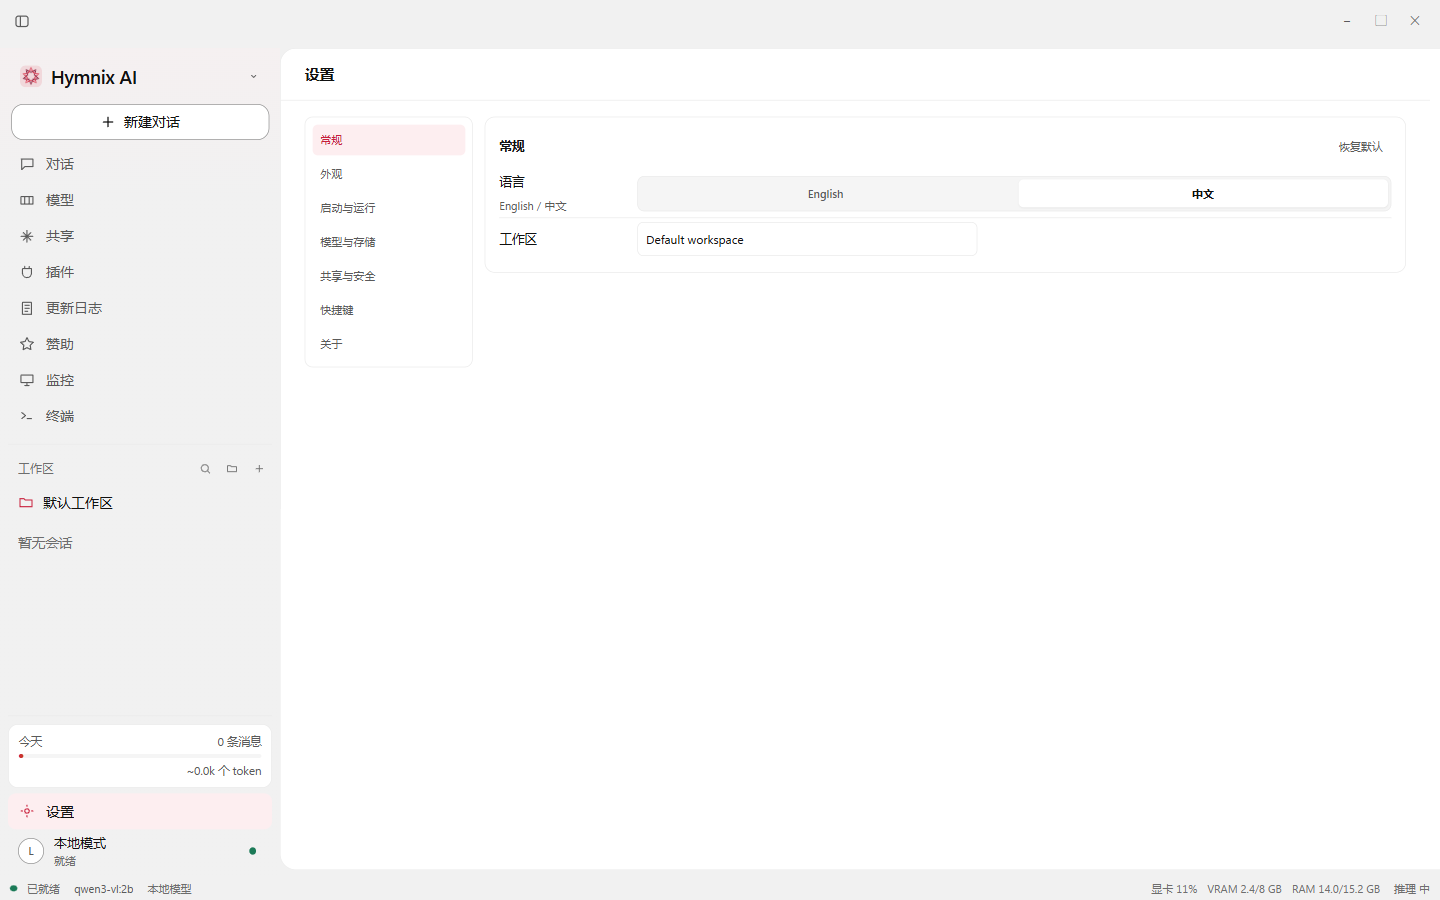 Hymnix AI
新建对话
对话
模型
共享
插件
更新日志
赞助
监控
终端
工作区
默认工作区
暂无会话
今天 0 条消息
~0.0k 个 token
设置
L 本地模式
就绪
设置
常规
外观
启动与运行
模型与存储
共享与安全
快捷键
关于
常规 恢复默认
语言
English / 中文
English 中文
工作区 Default workspace
已就绪 qwen3-vl:2b 本地模型 显卡 11% VRAM 2.4/8 GB RAM 14.0/15.2 GB 推理 中